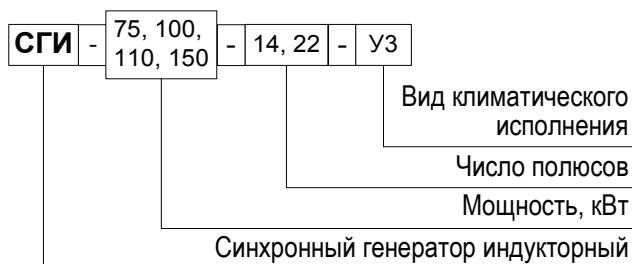 СГИ - 75, 100, 110, 150 - 14, 22 - У3
Вид климатического
исполнения
Число полюсов
Мощность, кВт
Синхронный генератор индукторный